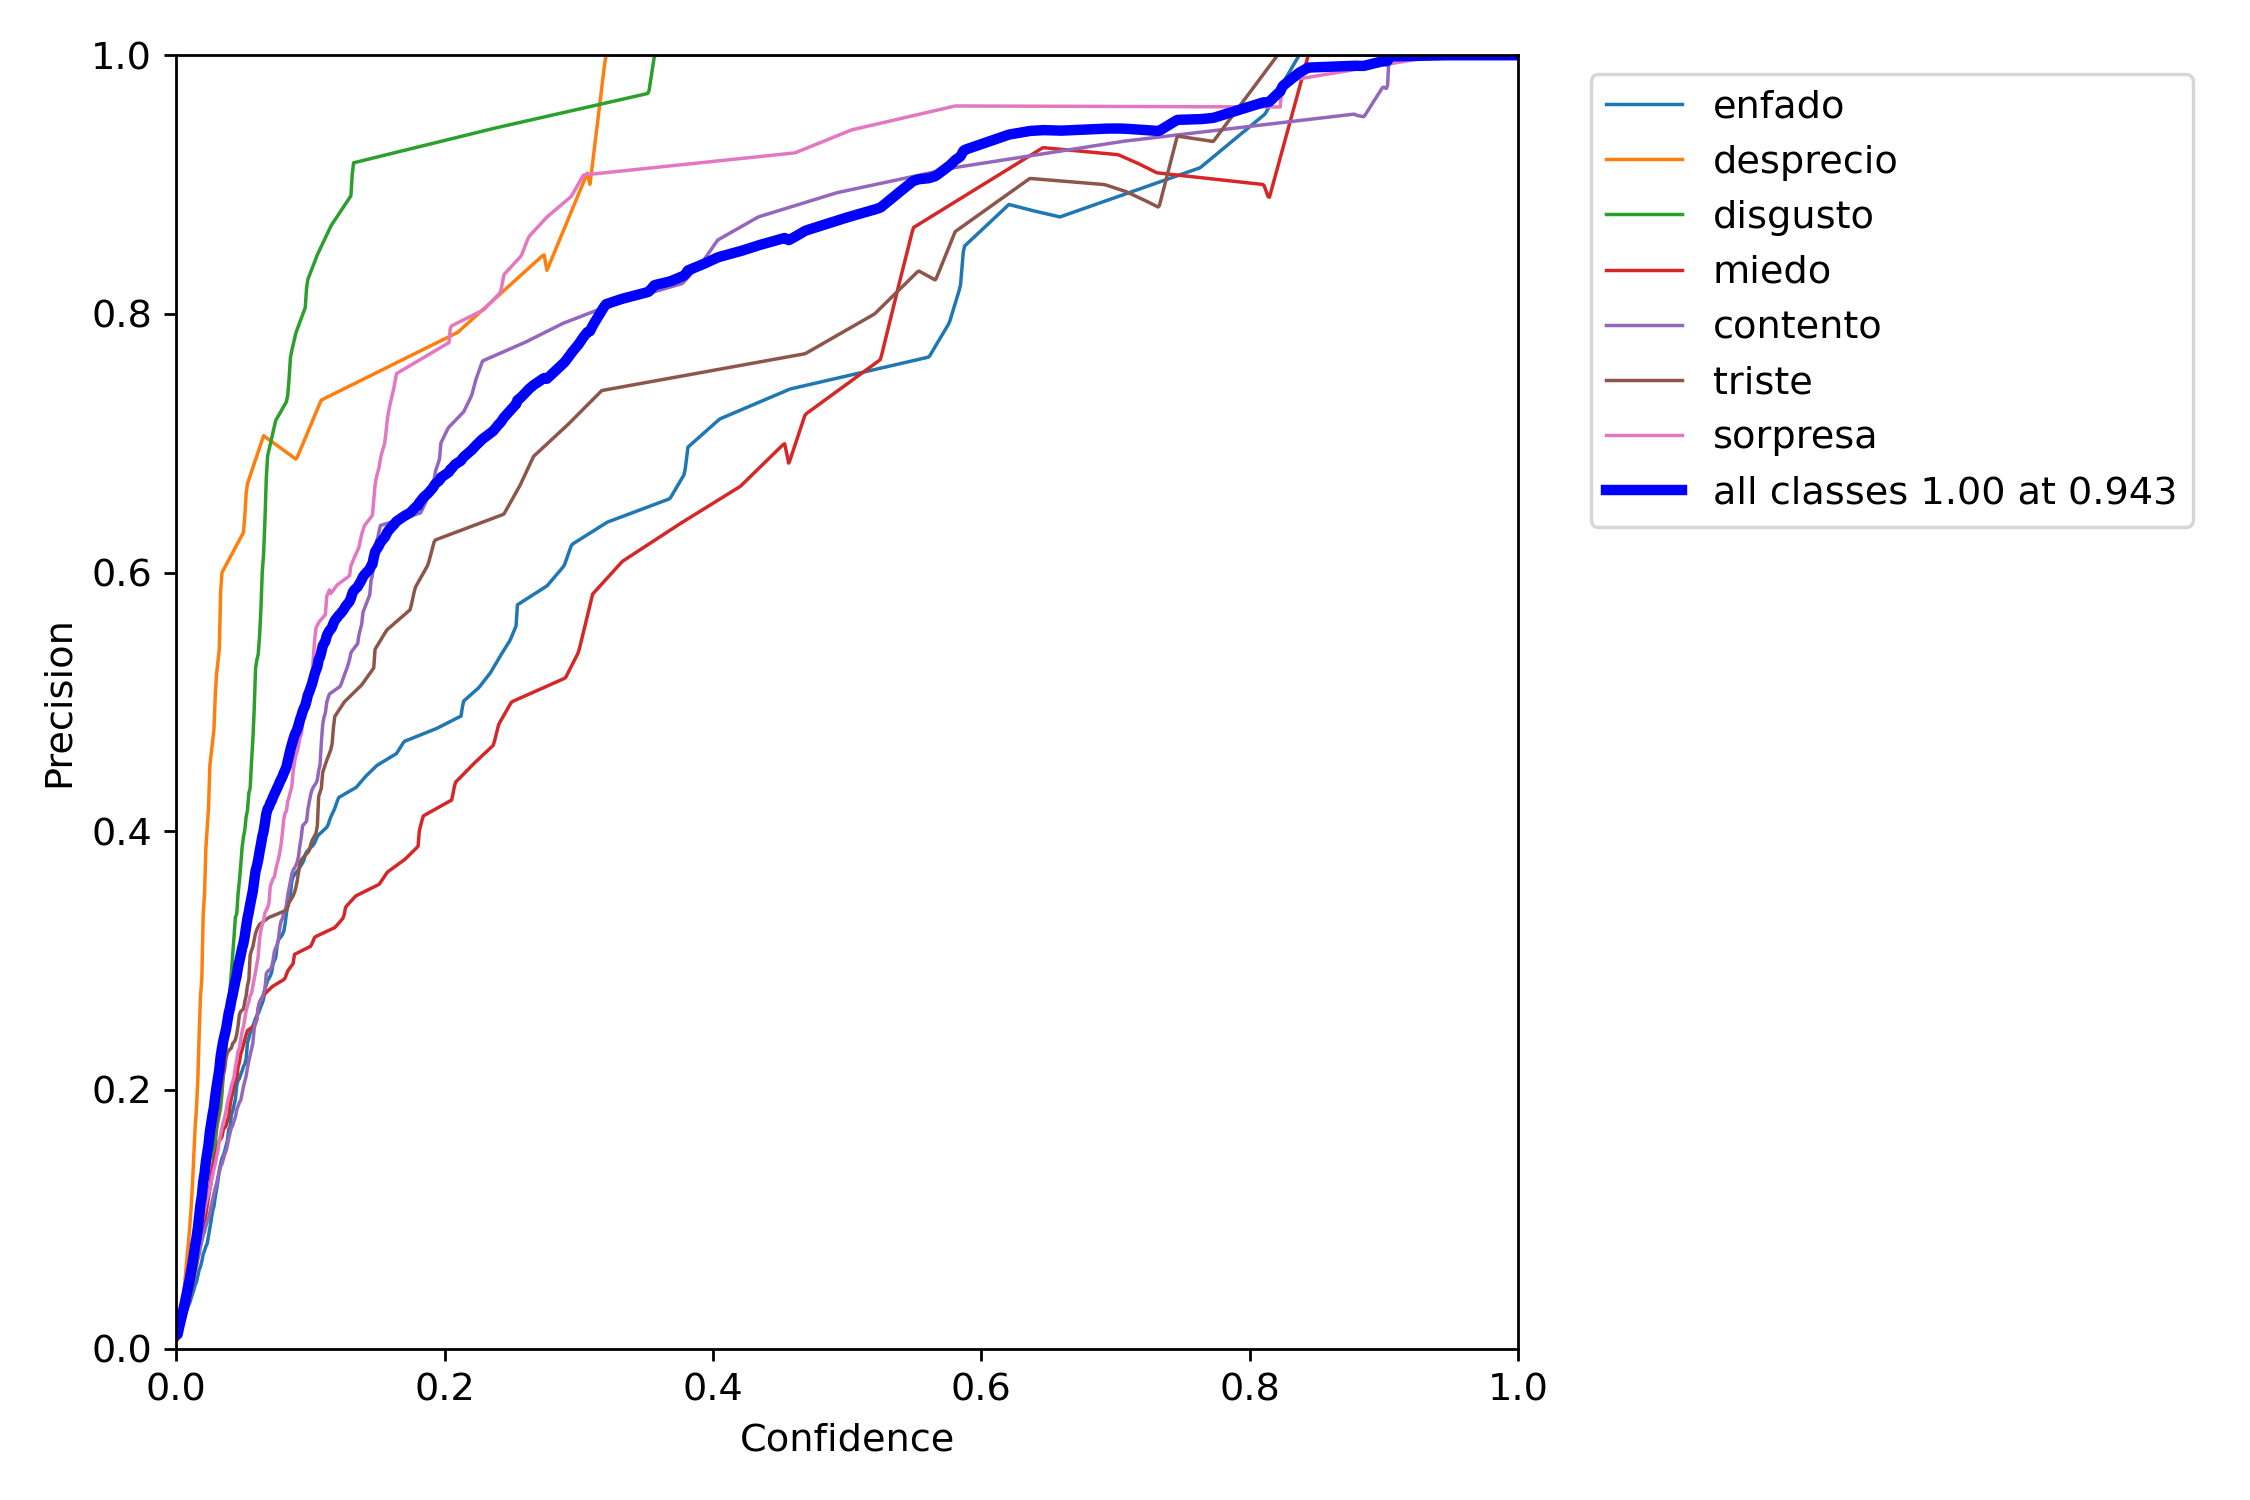 1.0
0.8
0.6
0.4
0.2
0.0
0.0 0.2 0.4 0.6 0.8 1.0
Precision
Confidence
enfado
desprecio
disgusto
miedo
contento
triste
sorpresa
all classes 1.00 at 0.943